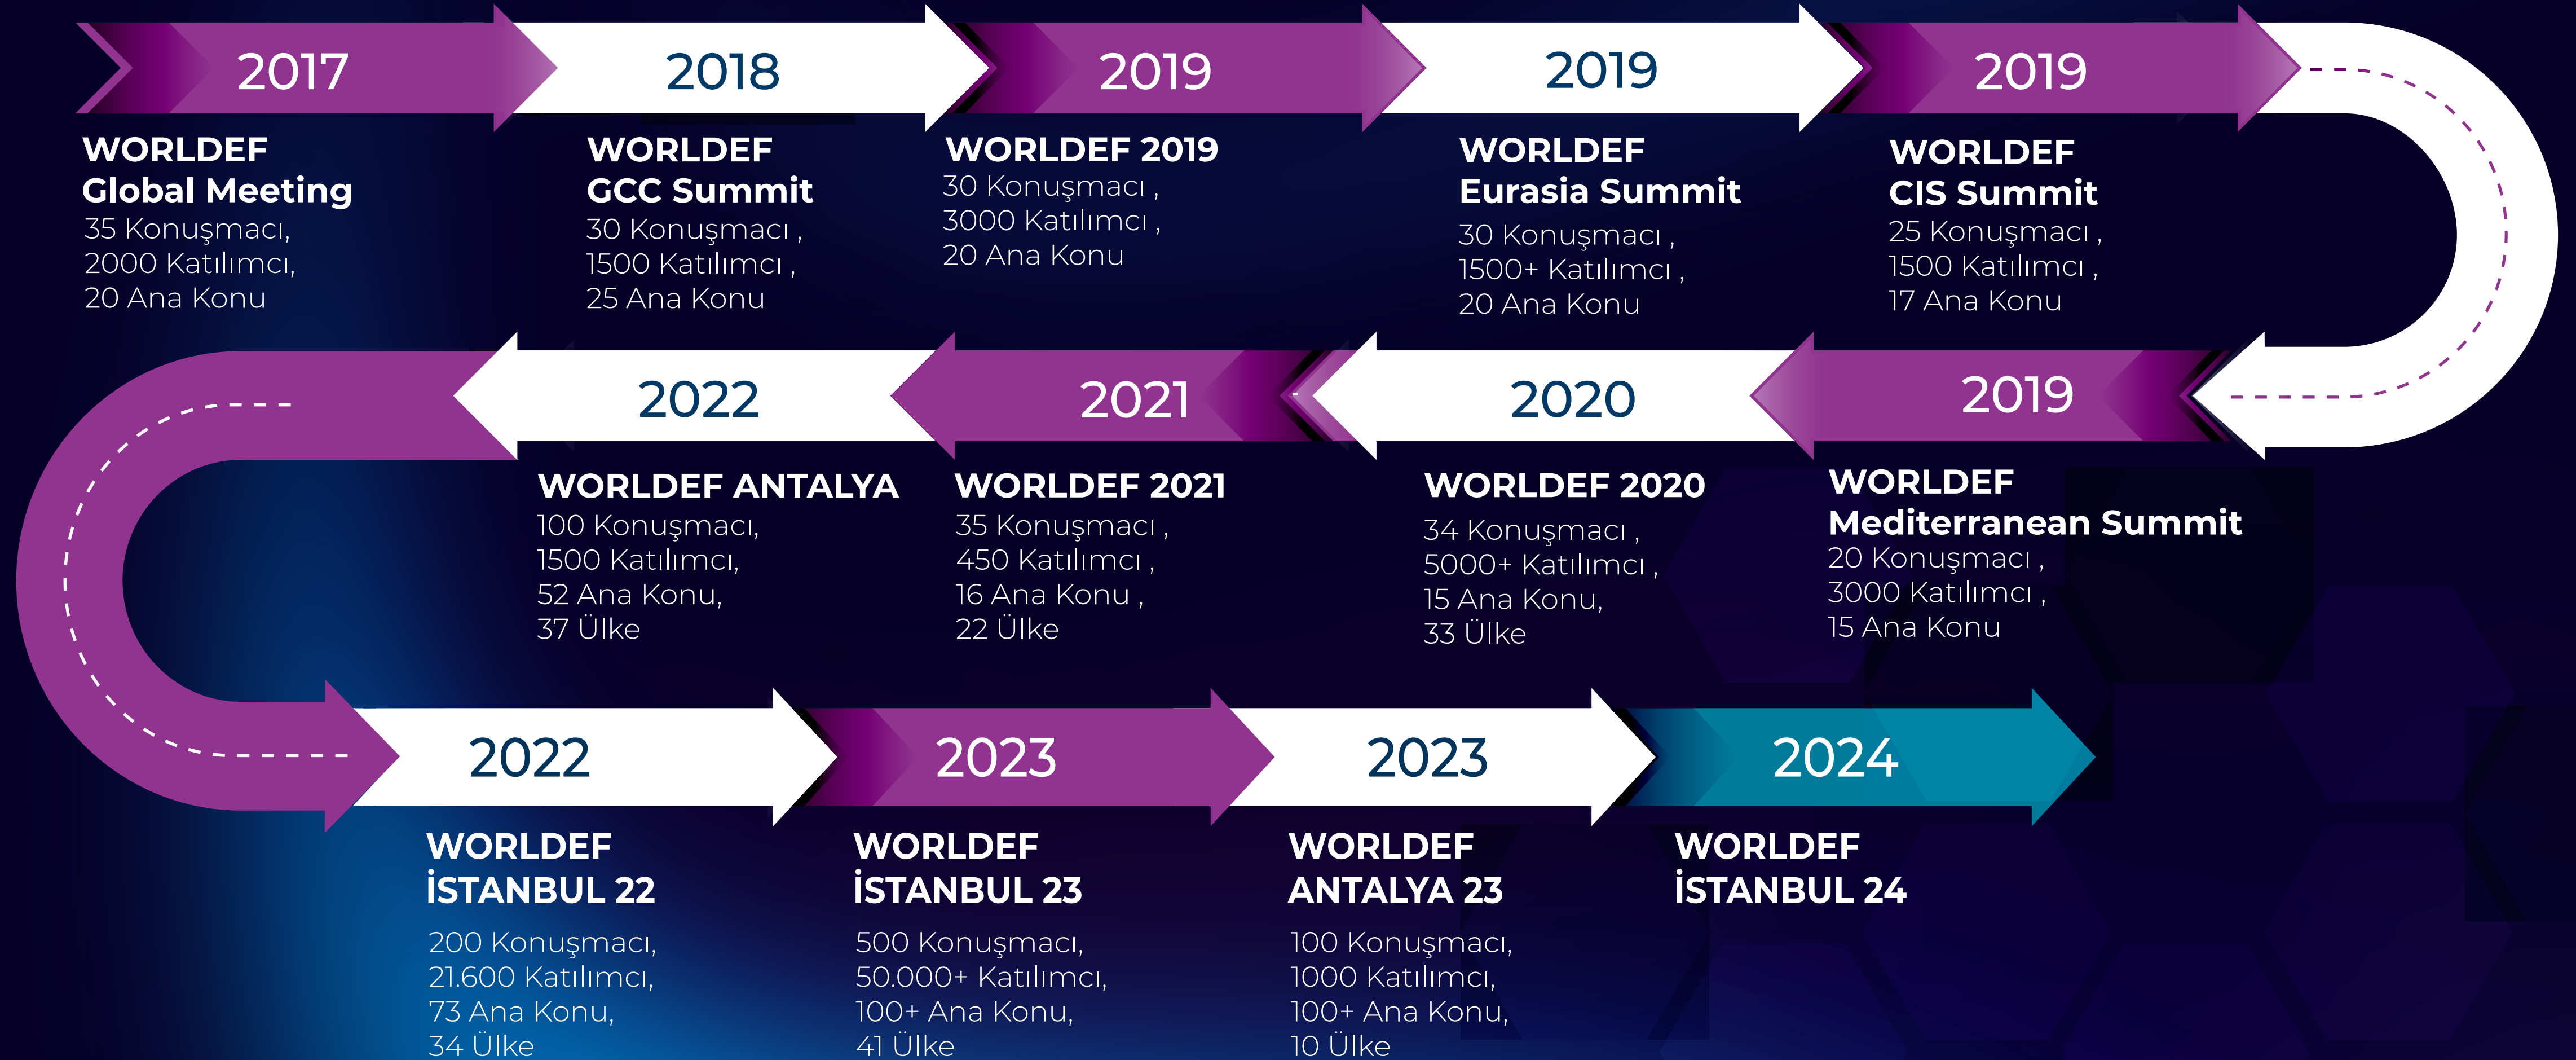 2017
WORLDEF
Global Meeting
35 Konuşmacı,
2000 Katılımcı,
20 Ana Konu
2018
WORLDEF
GCC Summit
30 Konuşmacı ,
1500 Katılımcı ,
25 Ana Konu
2019
WORLDEF 2019
30 Konuşmacı ,
3000 Katılımcı ,
20 Ana Konu
2019
WORLDEF
Eurasia Summit
30 Konuşmacı ,
1500+ Katılımcı ,
20 Ana Konu
2019
WORLDEF
CIS Summit
25 Konuşmacı ,
1500 Katılımcı ,
17 Ana Konu
2019
WORLDEF
Mediterranean Summit
20 Konuşmacı ,
3000 Katılımcı ,
15 Ana Konu
2020
WORLDEF 2020
34 Konuşmacı ,
5000+ Katılımcı ,
15 Ana Konu,
33 Ülke
2021
WORLDEF 2021
35 Konuşmacı ,
450 Katılımcı ,
16 Ana Konu ,
22 Ülke
2022
WORLDEF ANTALYA
100 Konuşmacı,
1500 Katılımcı,
52 Ana Konu,
37 Ülke
2022
WORLDEF
İSTANBUL 22
200 Konuşmacı,
21.600 Katılımcı,
73 Ana Konu,
34 Ülke
2023
WORLDEF
İSTANBUL 23
500 Konuşmacı,
50.000+ Katılımcı,
100+ Ana Konu,
41 Ülke
2023
WORLDEF
ANTALYA 23
100 Konuşmacı,
1000 Katılımcı,
100+ Ana Konu,
10 Ülke
2024
WORLDEF
İSTANBUL 24